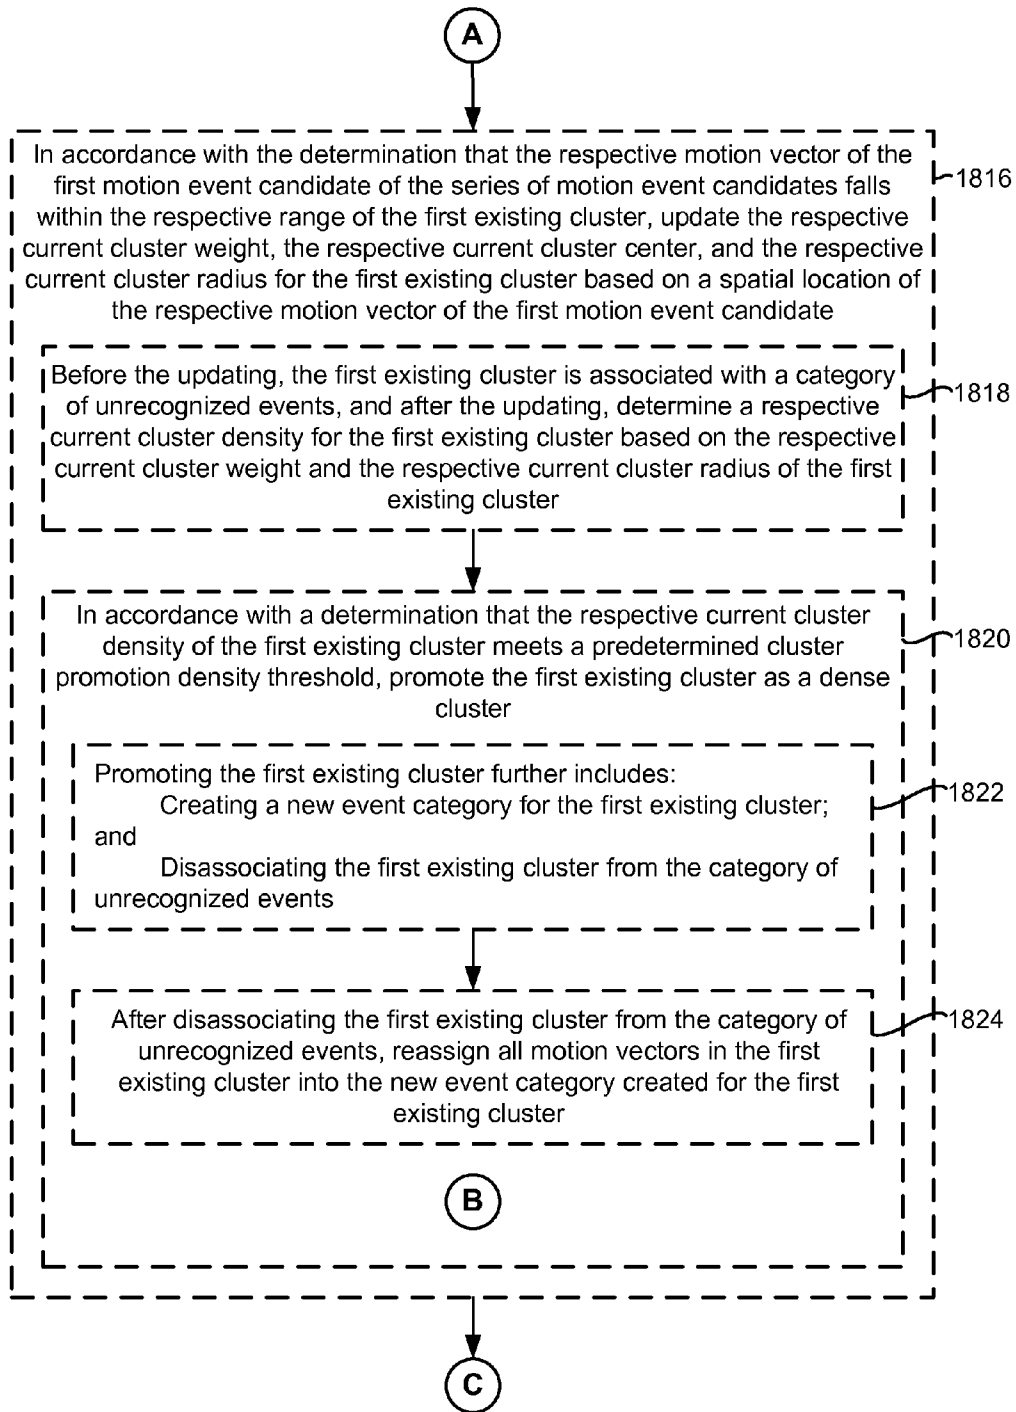 A
In accordance with the determination that the respective motion vector of the
first motion event candidate of the series of motion event candidates falls
within the respective range of the first existing cluster, update the respective
current cluster weight, the respective current cluster center, and the respective
current cluster radius for the first existing cluster based on a spatial location of
the respective motion vector of the first motion event candidate
1816
Before the updating, the first existing cluster is associated with a category
of unrecognized events, and after the updating, determine a respective
current cluster density for the first existing cluster based on the respective
current cluster weight and the respective current cluster radius of the first
existing cluster
1818
In accordance with a determination that the respective current cluster
density of the first existing cluster meets a predetermined cluster
promotion density threshold, promote the first existing cluster as a dense
cluster
1820
Promoting the first existing cluster further includes:
Creating a new event category for the first existing cluster;
and
Disassociating the first existing cluster from the category of
unrecognized events
1822
After disassociating the first existing cluster from the category of
unrecognized events, reassign all motion vectors in the first
existing cluster into the new event category created for the first
existing cluster
1824
B
C